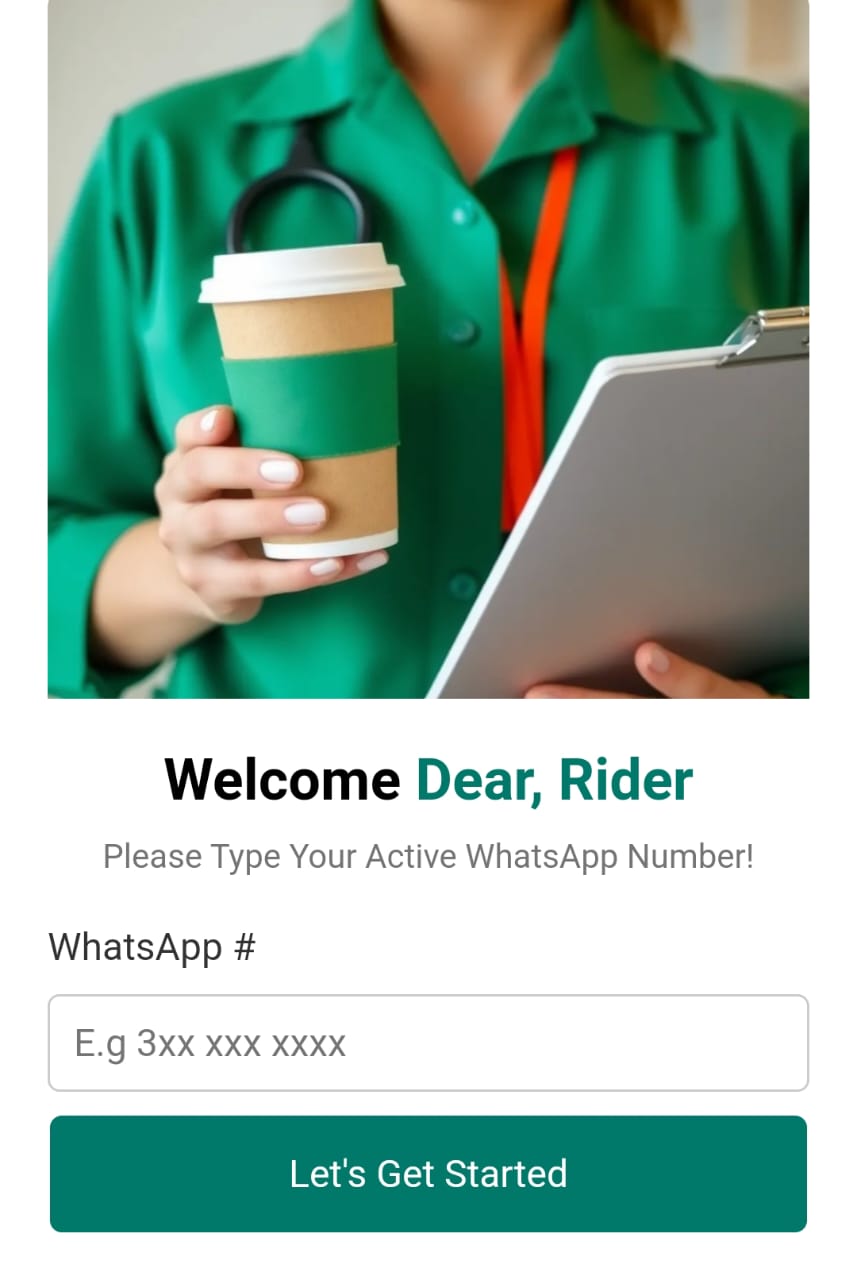 Welcome Dear, Rider
Please Type Your Active WhatsApp Number!
WhatsApp #
E.g 3xx xxx xxxx
Let's Get Started